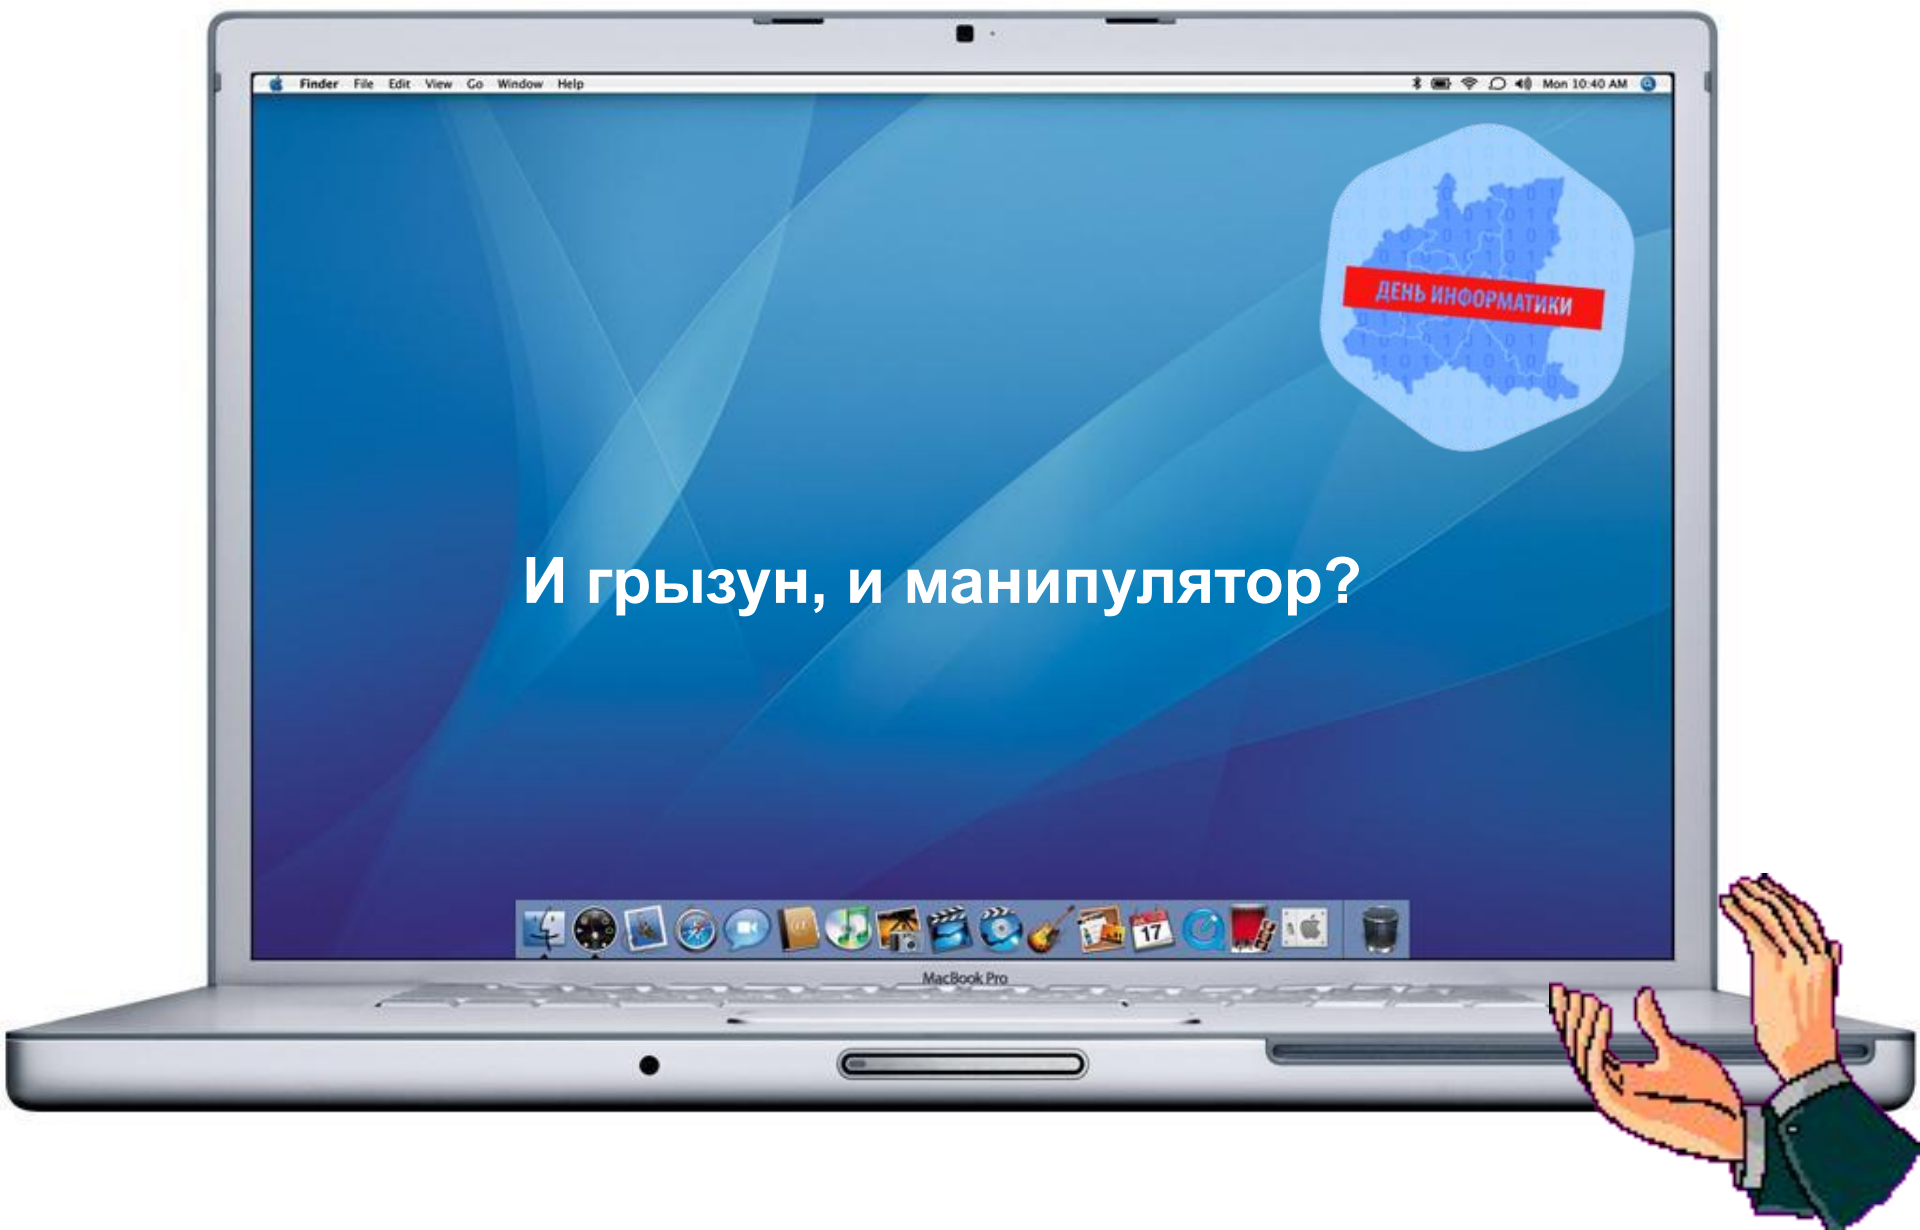 Finder File Edit View Go Window Help
Mon 10:40 AM
ДЕНЬ ИНФОРМАТИКИ
И грызун, и манипулятор?
17
MacBook Pro